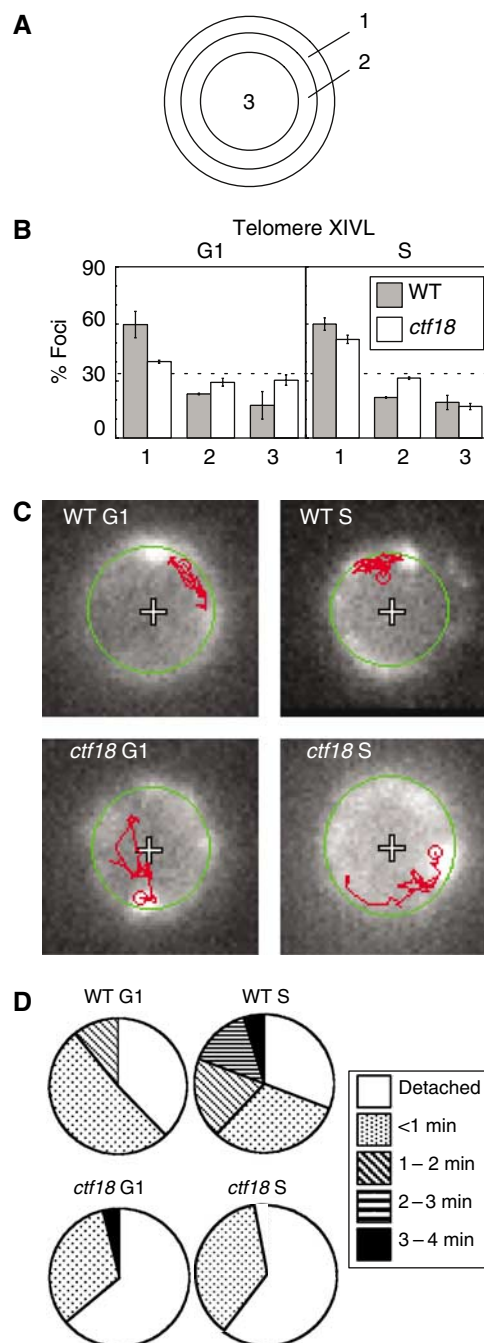 A
1
2
3
B
Telomere XIVL
G1 S
90
60
30
0
% Foci
WT
ctf18
1 2 3 1 2 3
C
WT G1 WT S
ctf18 G1 ctf18 S
D
WT G1 WT S
ctf18 G1 ctf18 S
Detached
<1 min
1–2 min
2–3 min
3–4 min